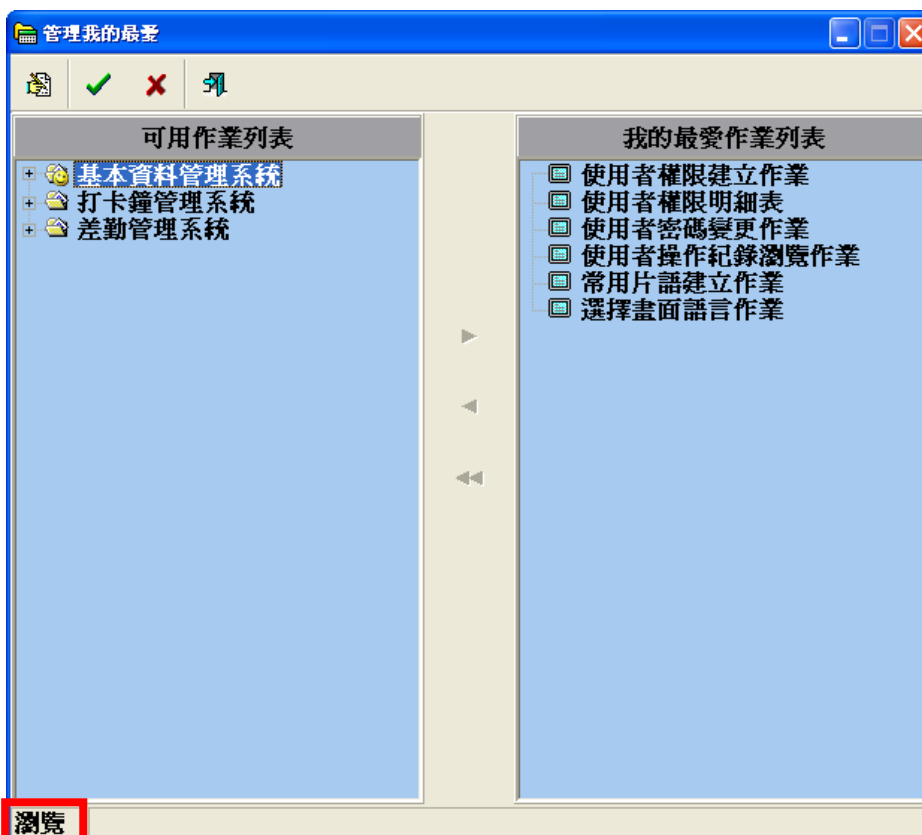 管理我的最愛
可用作業列表
基本資料管理系統
打卡鐘管理系統
差勤管理系統
我的最愛作業列表
使用者權限建立作業
使用者權限明細表
使用者密碼變更作業
使用者操作紀錄瀏覽作業
常用片語建立作業
選擇畫面語言作業
瀏覽